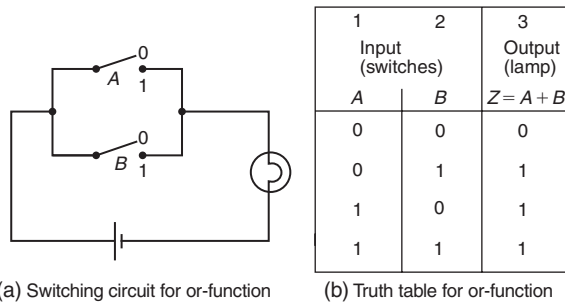 0
A
1
0
B 1
(a) Switching circuit for or-function
1 2 3
Input Output
(switches) (lamp)
A B Z = A + B
0 0 0
0 1 1
1 0 1
1 1 1
(b) Truth table for or-function